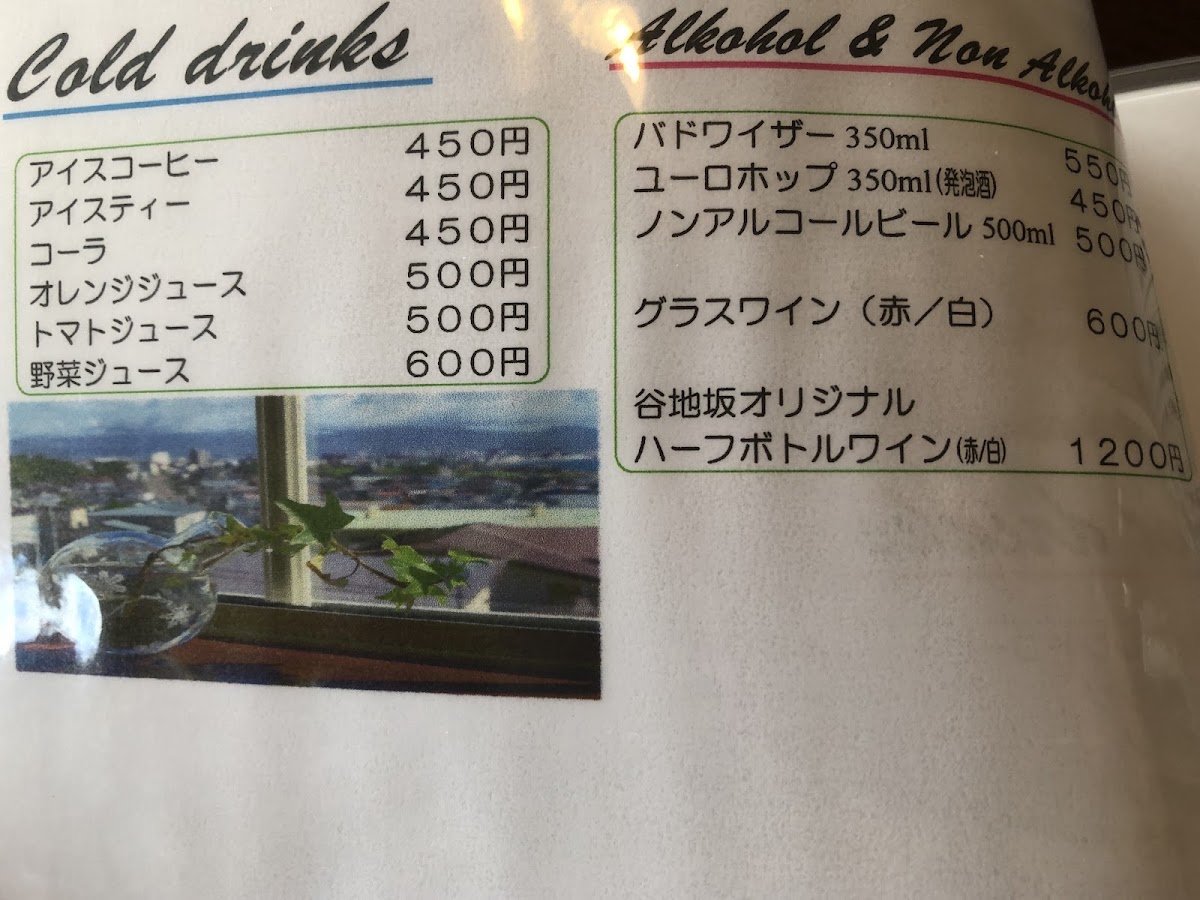 Cold drinks
アイスコーヒー 450円
アイスティー 450円
コーラ 450円
オレンジジュース 500円
トマトジュース 500円
野菜ジュース 600円
Alkohol & Non Alkoh
バドワイザー 350ml 550円
ユーロホップ 350ml(発泡酒) 450円
ノンアルコールビール 500ml 500円
グラスワイン（赤／白） 600円
谷地坂オリジナル
ハーフボトルワイン(赤/白) 1200円